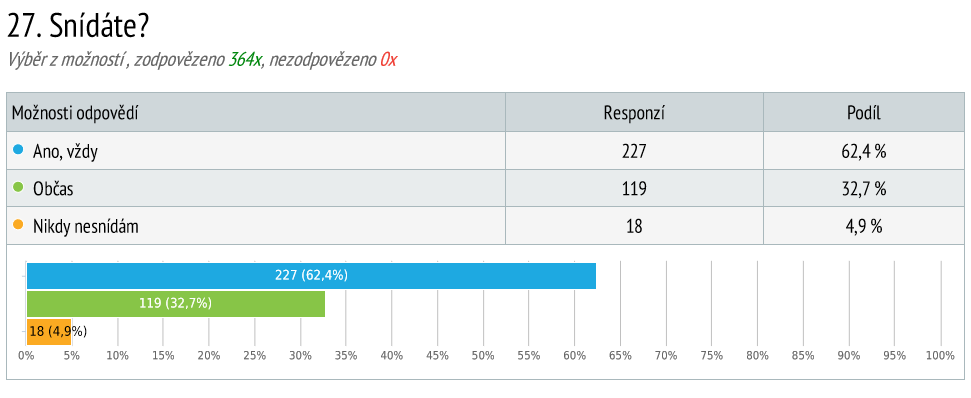 27. Snídáte?
Výběr z možností , zodpovězeno 364x, nezodpovězeno 0x
Možnosti odpovědí Responzí Podíl
Ano, vždy 227 62,4 %
Občas 119 32,7 %
Nikdy nesnídám 18 4,9 %
227 (62,4%)
119 (32,7%)
18 (4,9%)
0% 5% 10% 15% 20% 25% 30% 35% 40% 45% 50% 55% 60% 65% 70% 75% 80% 85% 90% 95% 100%